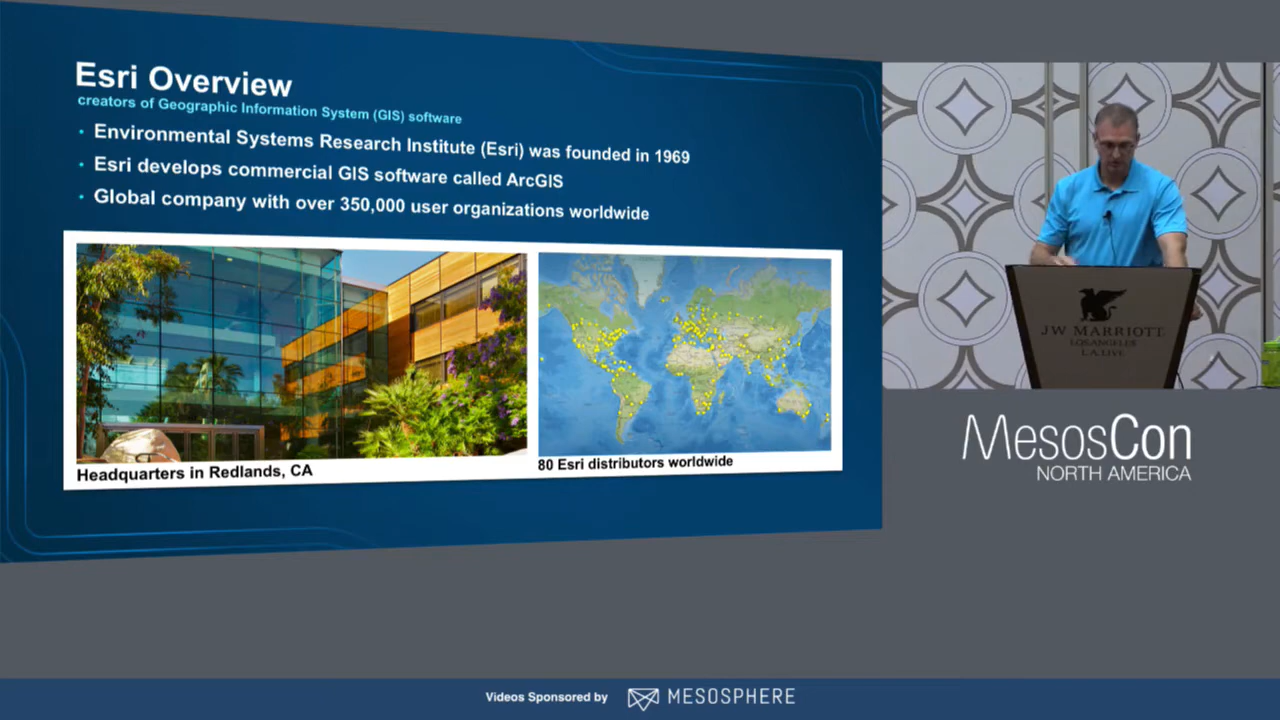 Esri Overview
creators of Geographic Information System (GIS) software
• Environmental Systems Research Institute (Esri) was founded in 1969
• Esri develops commercial GIS software called ArcGIS
• Global company with over 350,000 user organizations worldwide
Headquarters in Redlands, CA
80 Esri distributors worldwide
JW MARRIOTT
LOS ANGELES
L.A. LIVE
MesosCon
NORTH AMERICA
Videos Sponsored by MESOSPHERE